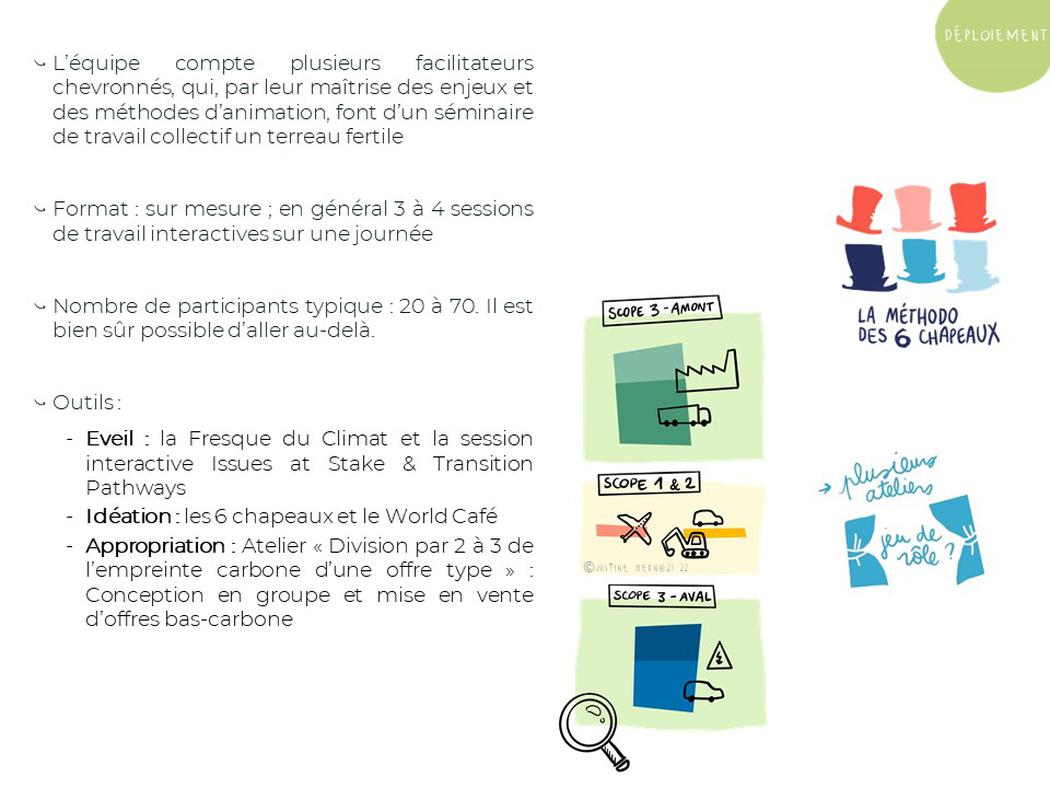 DÉPLOIEMENT
L'équipe compte plusieurs facilitateurs
chevronnés, qui, par leur maîtrise des enjeux et
des méthodes d'animation, font d'un séminaire
de travail collectif un terreau fertile
Format : sur mesure ; en général 3 à 4 sessions
de travail interactives sur une journée
Nombre de participants typique : 20 à 70. Il est
bien sûr possible d'aller au-delà.
Outils :
- Eveil : la Fresque du Climat et la session
interactive Issues at Stake & Transition
Pathways
- Idéation : les 6 chapeaux et le World Café
- Appropriation : Atelier « Division par 2 à 3 de
l'empreinte carbone d'une offre type » :
Conception en groupe et mise en vente
d'offres bas-carbone
SCOPE 3 - AMONT
SCOPE 1 & 2
©JUSTINE HERN@21-22
SCOPE 3 - AVAL
LA MÉTHODO
DES 6 CHAPEAUX
→ plusieurs
ateliers
jeu de
rôle ?